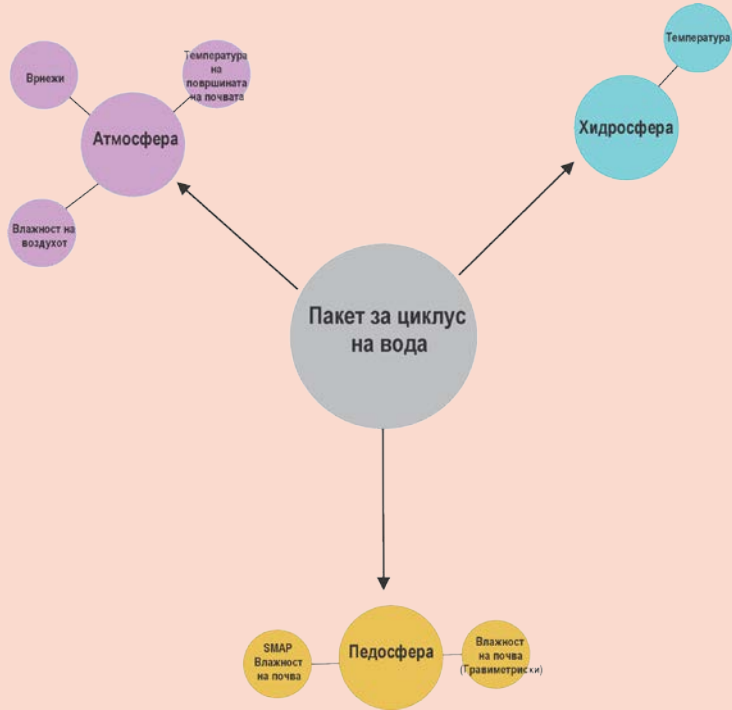 Врнежи
Температура
на
површината
на почвата
Атмосфера
Влажност на
воздухот
Температура
Хидросфера
Пакет за циклус
на вода
SMAP
Влажност
на почва
Педосфера
Влажност
на почва
(Гравиметриски)